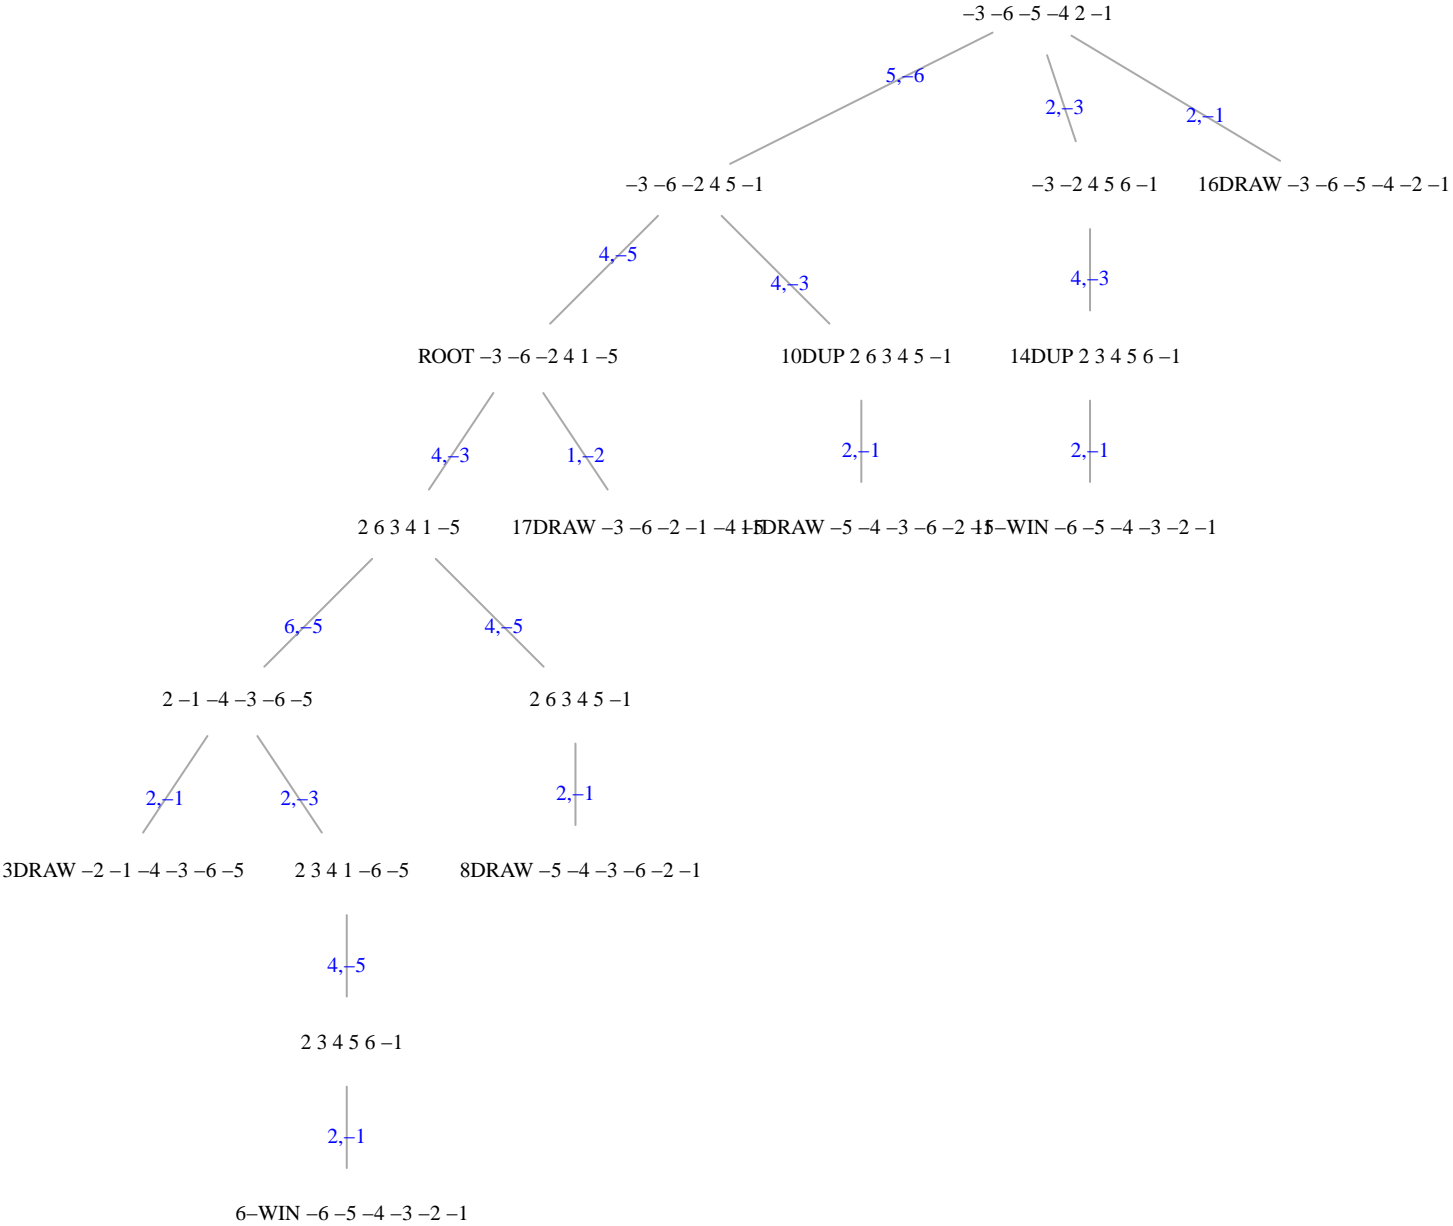 –3 –6 –5 –4 2 –1
5,–6
2,–3
2,–1
–3 –6 –2 4 5 –1
–3 –2 4 5 6 –1
16DRAW –3 –6 –5 –4 –2 –1
4,–5
4,–3
4,–3
ROOT –3 –6 –2 4 1 –5
10DUP 2 6 3 4 5 –1
14DUP 2 3 4 5 6 –1
4,–3
1,–2
2,–1
2,–1
2 6 3 4 1 –5
17DRAW –3 –6 –2 –1 –4 –5
11DRAW –5 –4 –3 –6 –2 –1
15–WIN –6 –5 –4 –3 –2 –1
6,–5
4,–5
2 –1 –4 –3 –6 –5
2 6 3 4 5 –1
2,–1
2,–3
2,–1
3DRAW –2 –1 –4 –3 –6 –5
2 3 4 1 –6 –5
8DRAW –5 –4 –3 –6 –2 –1
4,–5
2 3 4 5 6 –1
2,–1
6–WIN –6 –5 –4 –3 –2 –1